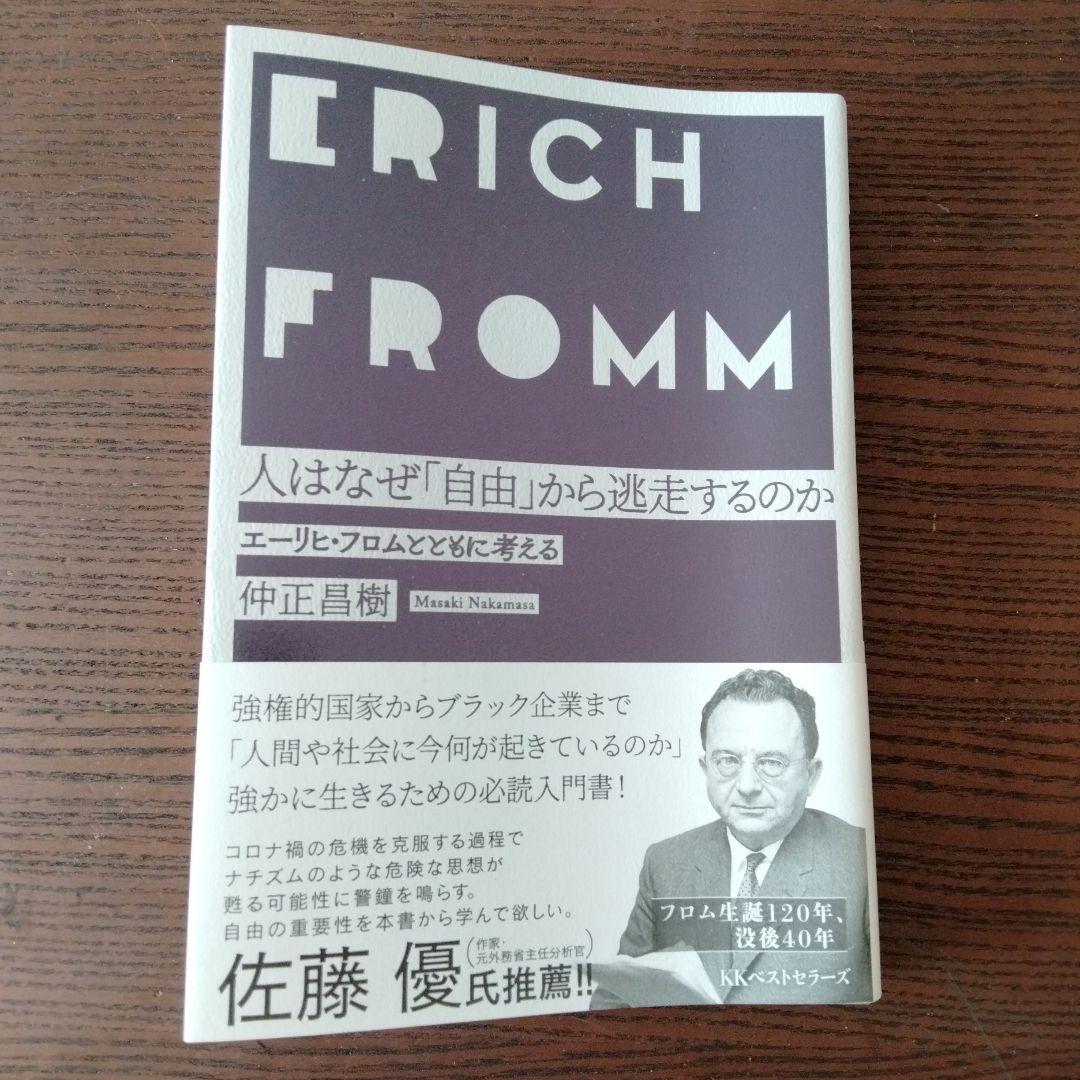 ERICH
FROMM
人はなぜ「自由」から逃走するのか
エーリヒ・フロムとともに考える
仲正昌樹 Masaki Nakamasa
強権的国家からブラック企業まで
「人間や社会に今何が起きているのか」
強かに生きるための必読入門書！
コロナ禍の危機を克服する過程で
ナチズムのような危険な思想が
甦る可能性に警鐘を鳴らす。
自由の重要性を本書から学んで欲しい。
佐藤 優(作家・元外務省主任分析官)氏推薦!!
フロム生誕120年、
没後40年
KKベストセラーズ